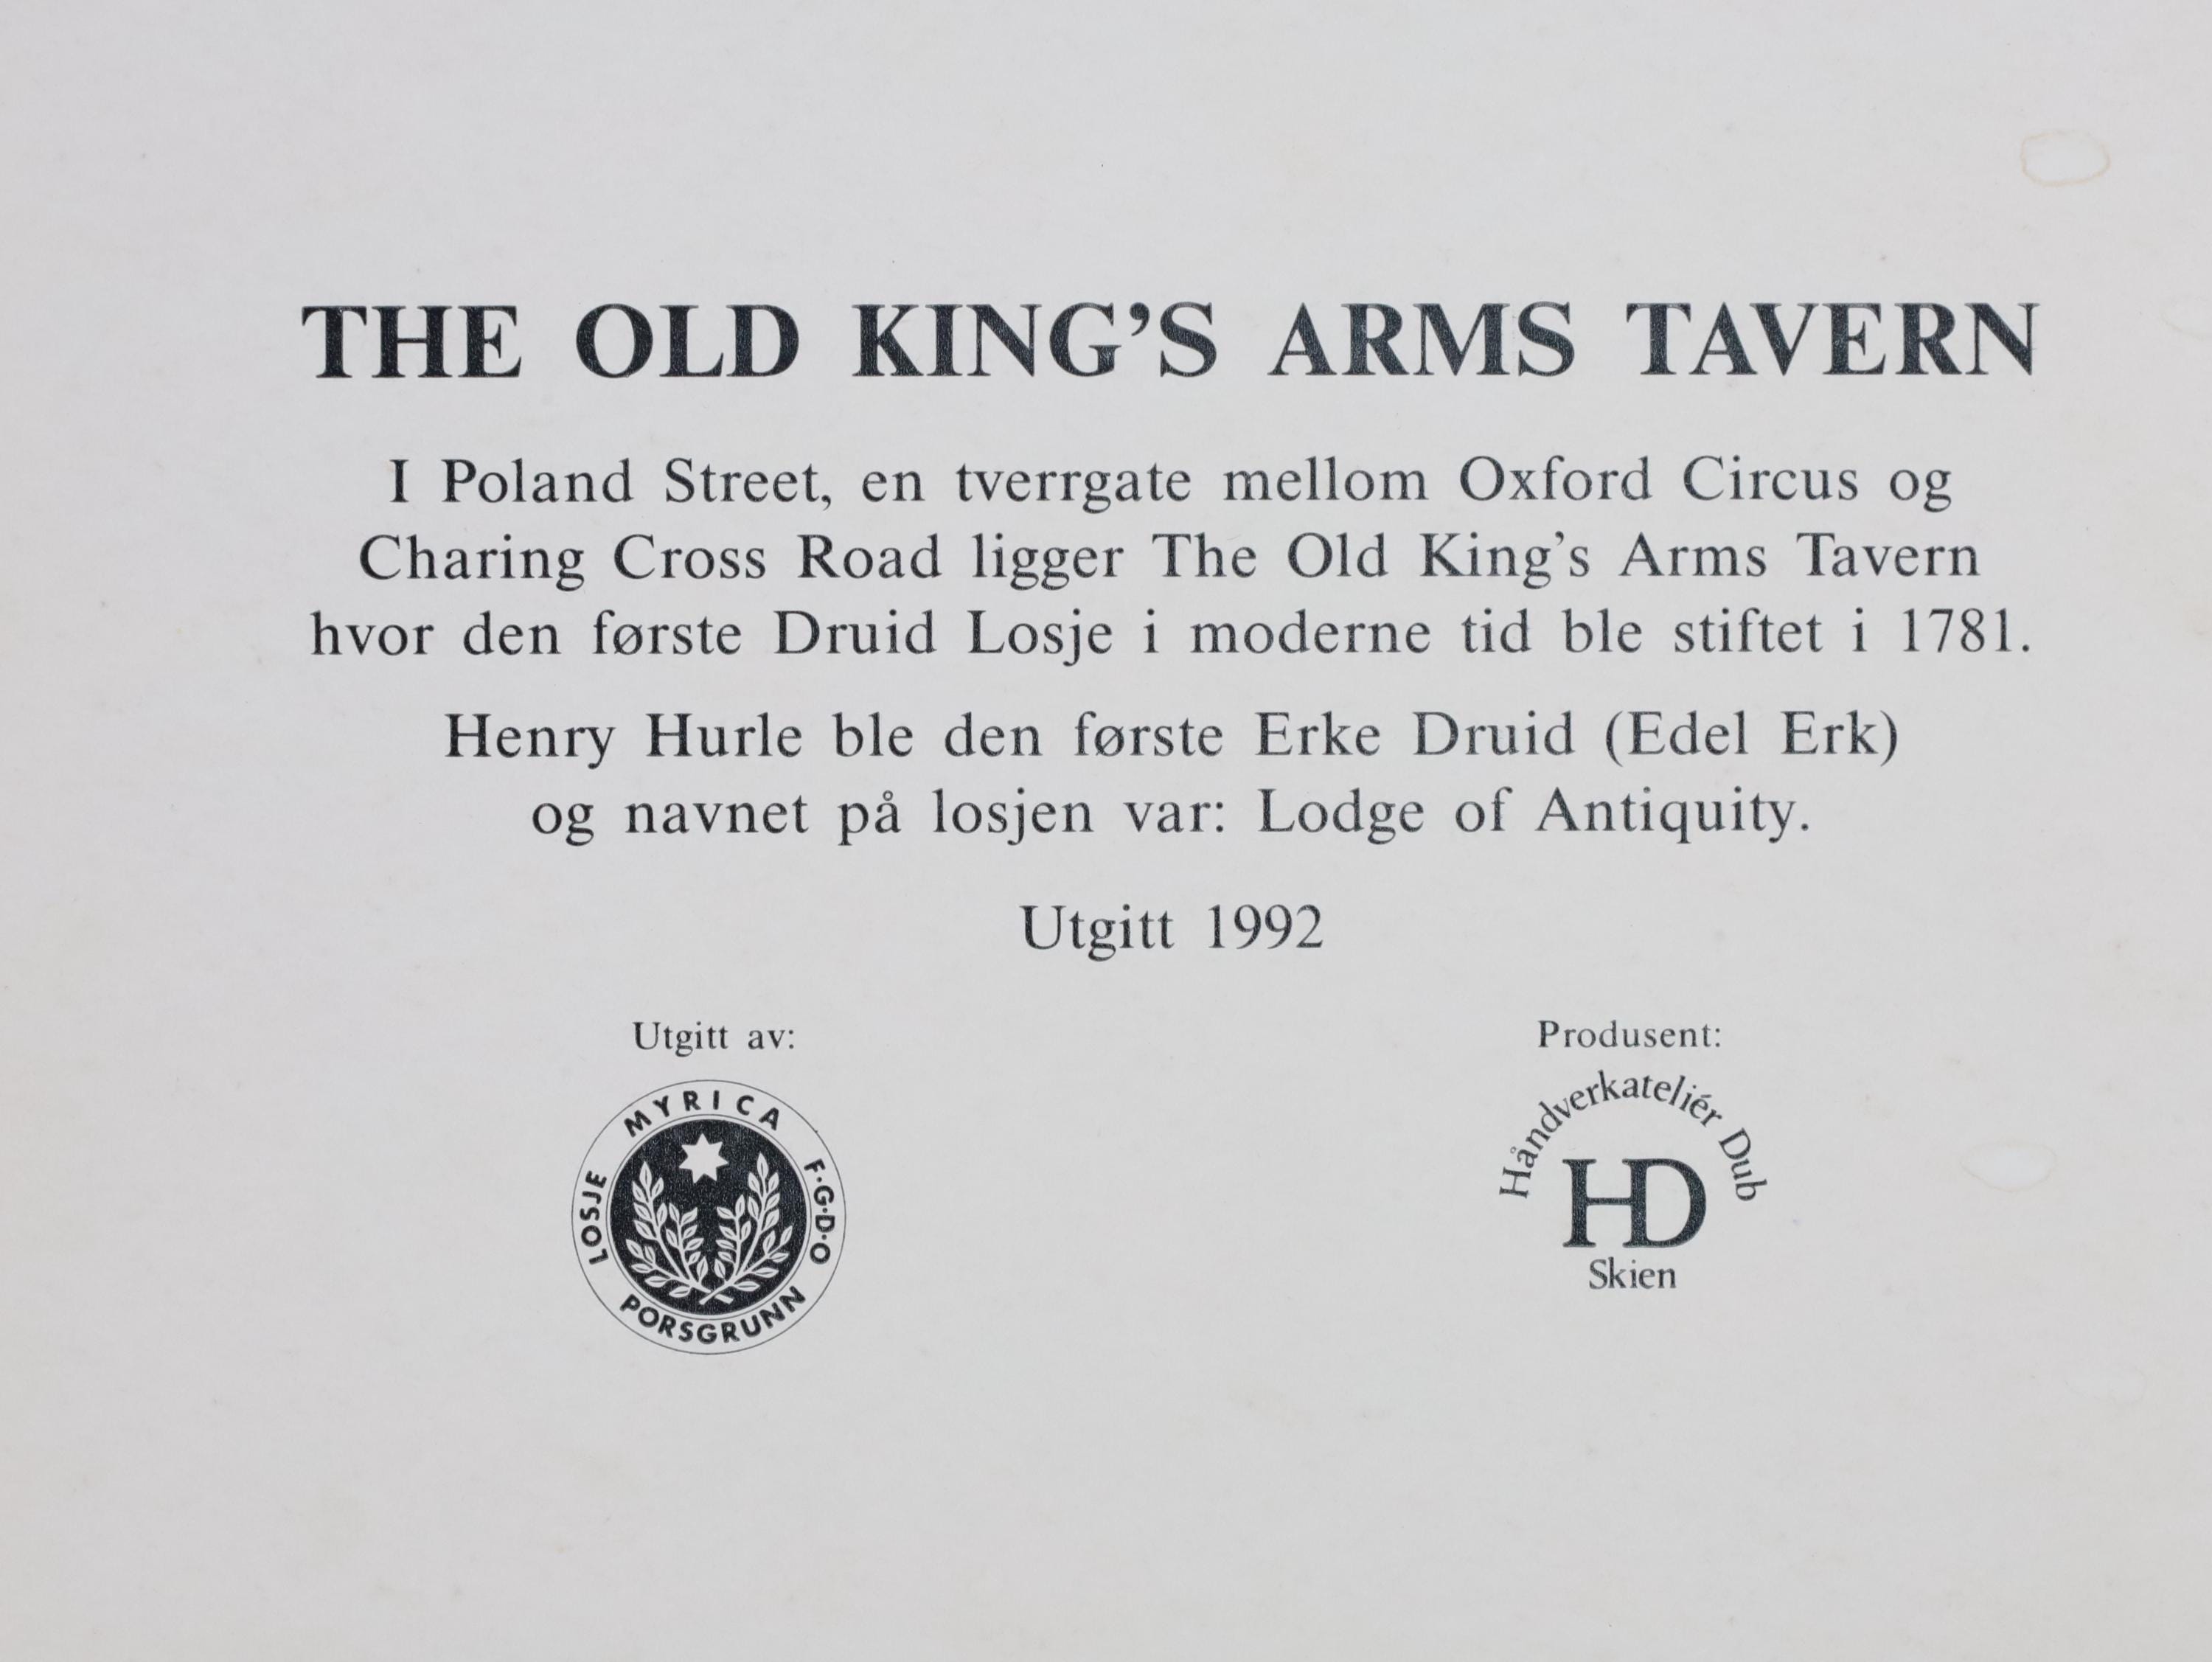 THE OLD KING’S ARMS TAVERN
I Poland Street, en tverrgate mellom Oxford Circus og
Charing Cross Road ligger The Old King’s Arms Tavern
hvor den første Druid Losje i moderne tid ble stiftet i 1781.
Henry Hurle ble den første Erke Druid (Edel Erk)
og navnet på losjen var: Lodge of Antiquity.
Utgitt 1992
Utgitt av:
LOSJE MYRICA F·G·D·O
PORSGRUNN
Produsent:
Håndverkateliér Dub
HD
Skien